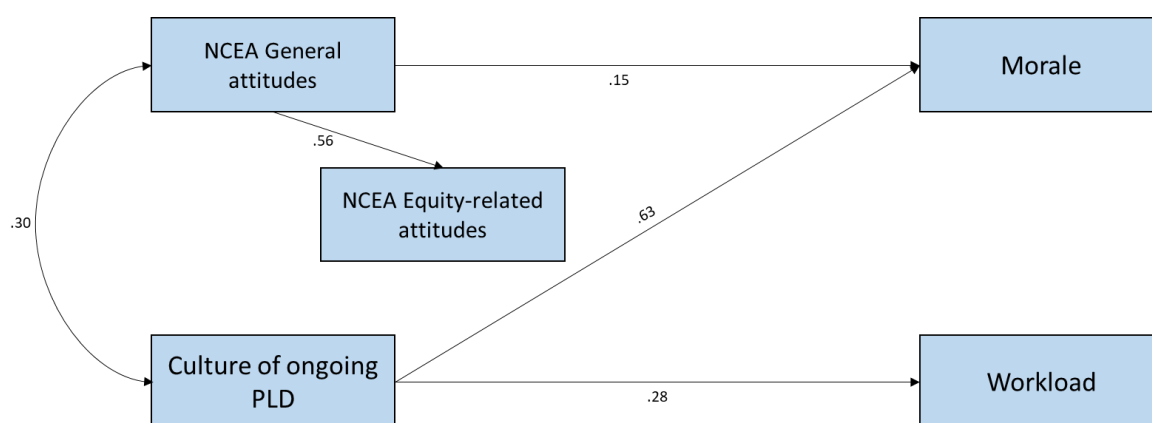 NCEA General
attitudes
Morale
.15
.56
NCEA Equity-related
attitudes
.63
.30
Culture of ongoing
PLD
Workload
.28